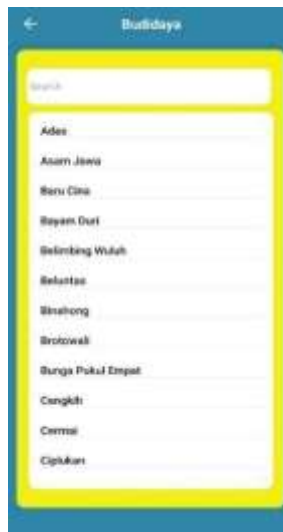 Budidaya
Search
Adas
Asam Jawa
Baru Cina
Bayam Duri
Belimbing Wuluh
Beluntas
Binahong
Brotowali
Bunga Pukul Empat
Cengkih
Cermai
Ciplukan